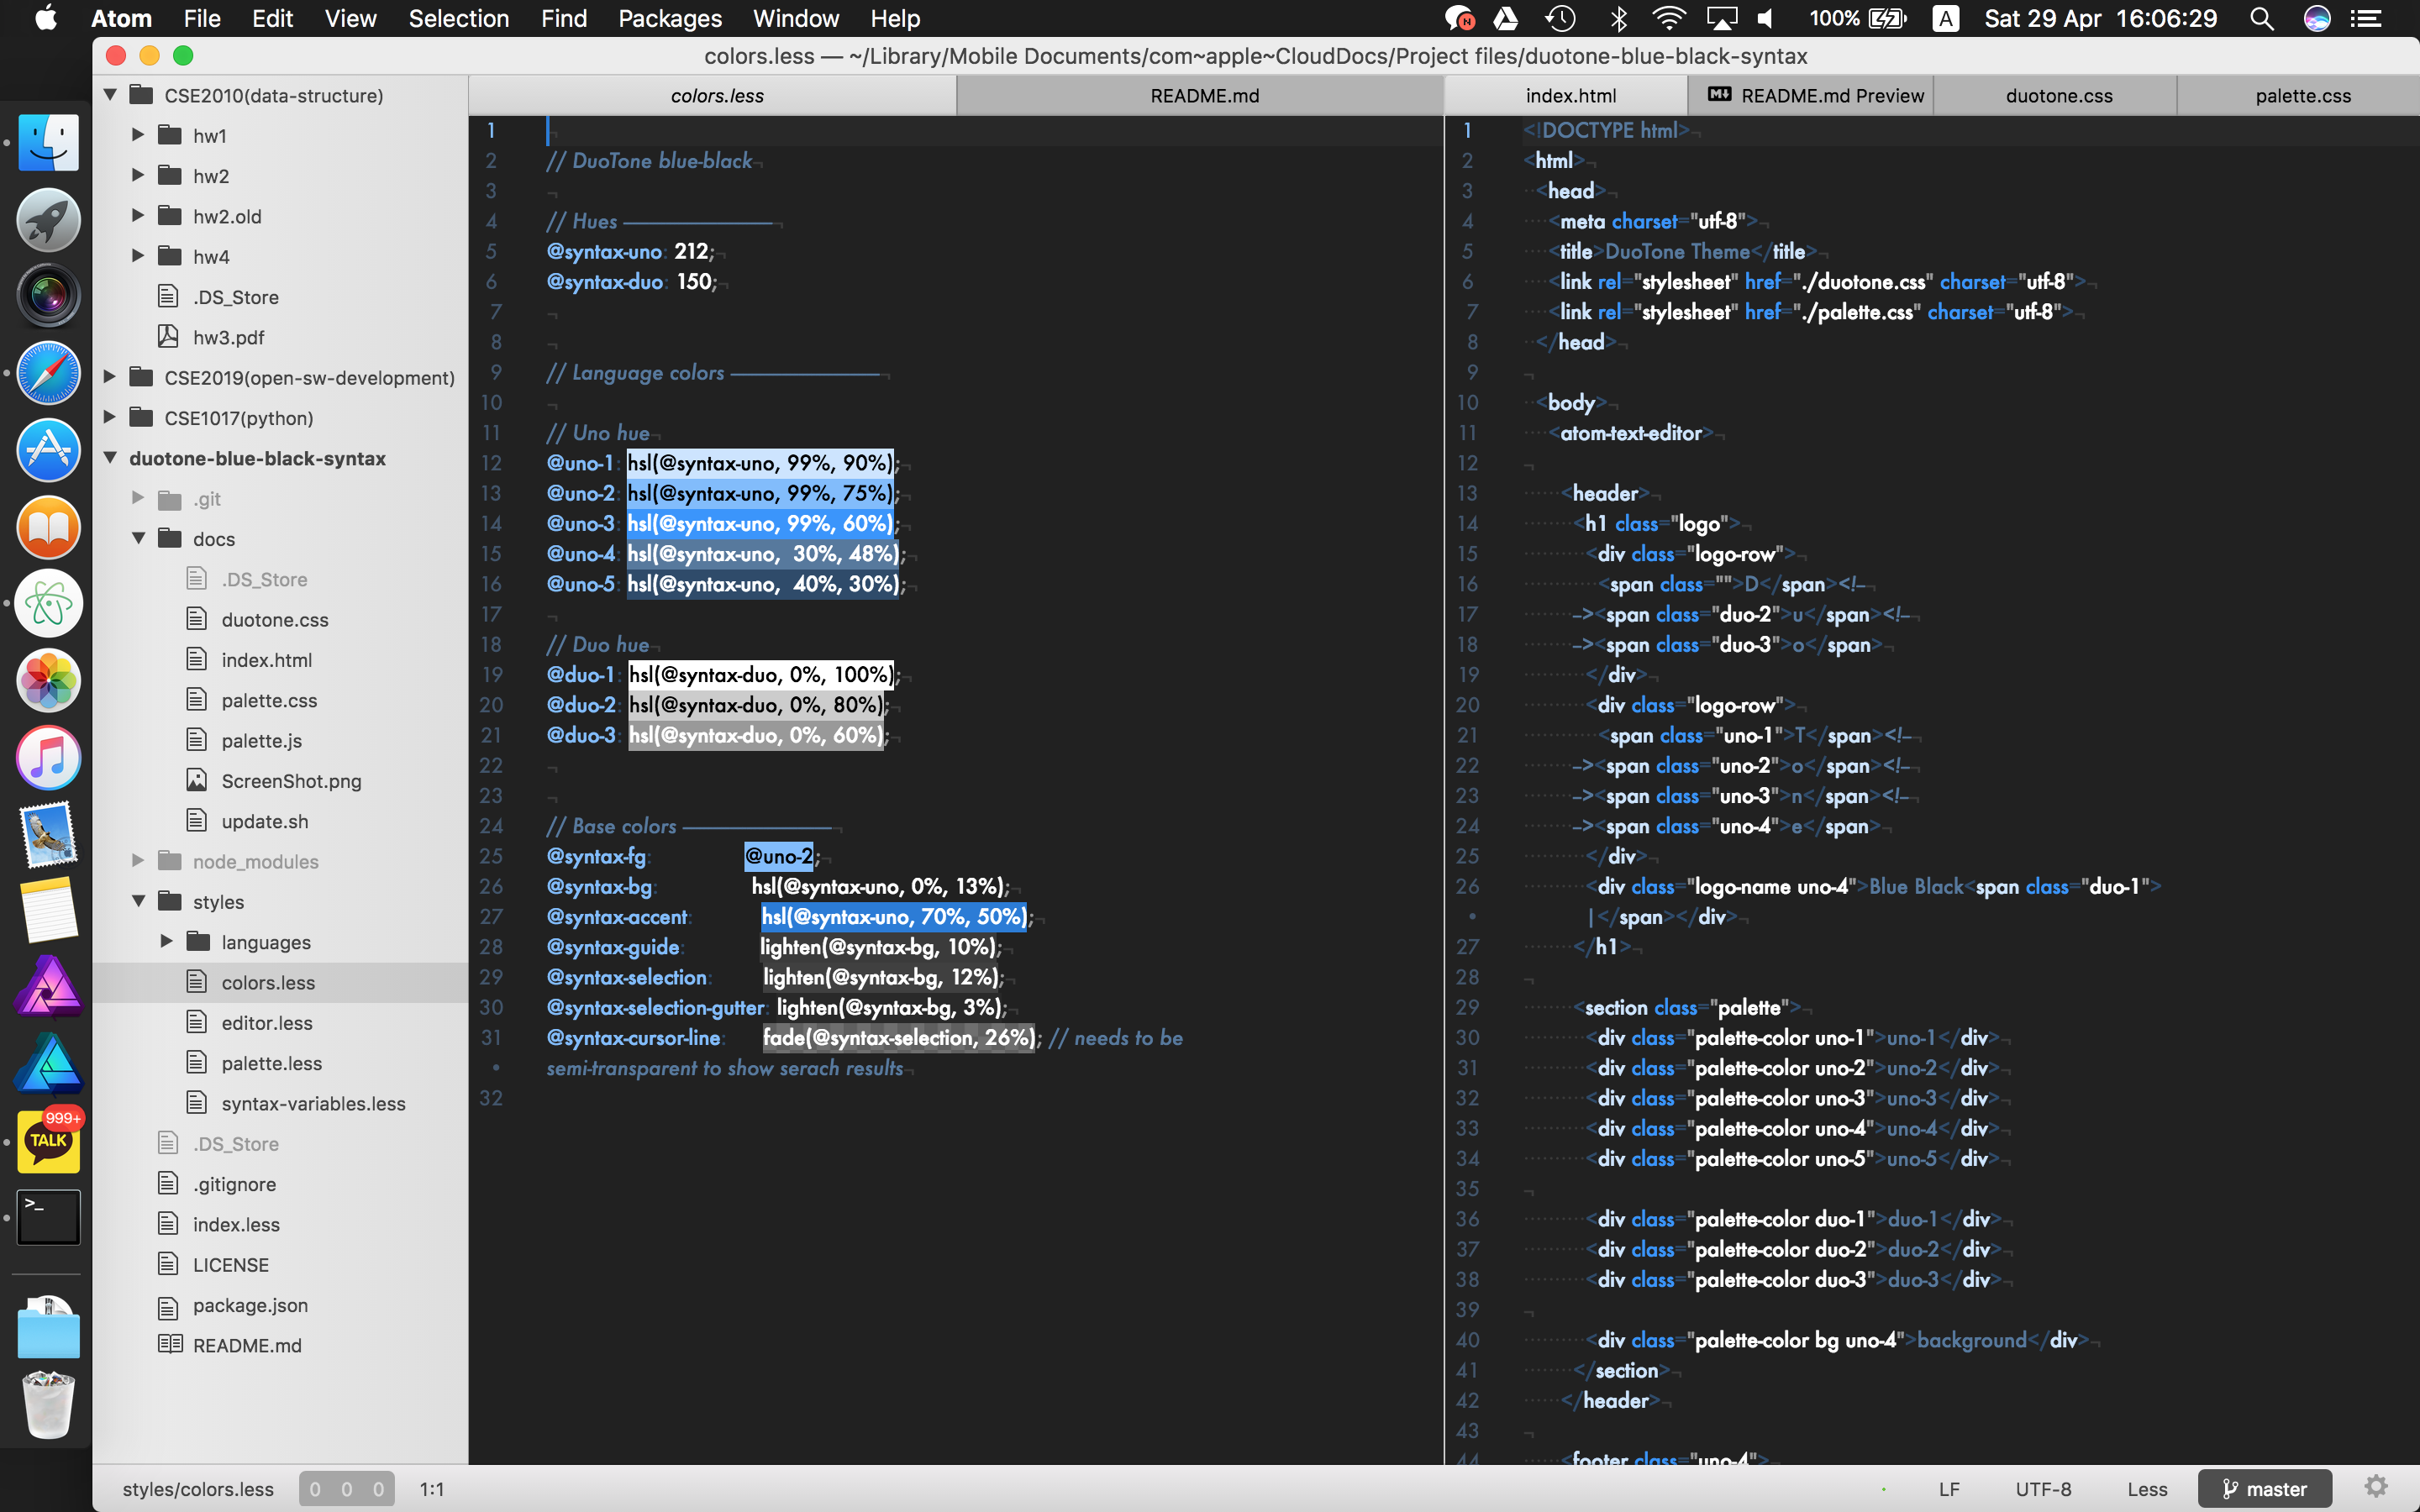 Atom File Edit View Selection Find Packages Window Help 100% A Sat 29 Apr 16:06:29
colors.less — ~/Library/Mobile Documents/com~apple~CloudDocs/Project files/duotone-blue-black-syntax
CSE2010(data-structure)
hw1
hw2
hw2.old
hw4
.DS_Store
hw3.pdf
CSE2019(open-sw-development)
CSE1017(python)
duotone-blue-black-syntax
.git
docs
.DS_Store
duotone.css
index.html
palette.css
palette.js
ScreenShot.png
update.sh
node_modules
styles
languages
colors.less
editor.less
palette.less
syntax-variables.less
.DS_Store
.gitignore
index.less
LICENSE
package.json
README.md
999+
TALK
>_
colors.less README.md
1 ¬
2 // DuoTone blue-black¬
3 ¬
4 // Hues ——————¬
5 @syntax-uno: 212;¬
6 @syntax-duo: 150;¬
7 ¬
8 ¬
9 // Language colors ——————¬
10 ¬
11 // Uno hue¬
12 @uno-1: hsl(@syntax-uno, 99%, 90%);¬
13 @uno-2: hsl(@syntax-uno, 99%, 75%);¬
14 @uno-3: hsl(@syntax-uno, 99%, 60%);¬
15 @uno-4: hsl(@syntax-uno,  30%, 48%);¬
16 @uno-5: hsl(@syntax-uno,  40%, 30%);¬
17 ¬
18 // Duo hue¬
19 @duo-1: hsl(@syntax-duo, 0%, 100%);¬
20 @duo-2: hsl(@syntax-duo, 0%, 80%);¬
21 @duo-3: hsl(@syntax-duo, 0%, 60%);¬
22 ¬
23 ¬
24 // Base colors ——————¬
25 @syntax-fg: @uno-2;¬
26 @syntax-bg: hsl(@syntax-uno, 0%, 13%);¬
27 @syntax-accent: hsl(@syntax-uno, 70%, 50%);¬
28 @syntax-guide: lighten(@syntax-bg, 10%);¬
29 @syntax-selection: lighten(@syntax-bg, 12%);¬
30 @syntax-selection-gutter: lighten(@syntax-bg, 3%);¬
31 @syntax-cursor-line: fade(@syntax-selection, 26%); // needs to be
• semi-transparent to show serach results¬
32
index.html README.md Preview duotone.css palette.css
1 <!DOCTYPE html>¬
2 <html>¬
3 <head>¬
4 <meta charset="utf-8">¬
5 <title>DuoTone Theme</title>¬
6 <link rel="stylesheet" href="./duotone.css" charset="utf-8">¬
7 <link rel="stylesheet" href="./palette.css" charset="utf-8">¬
8 </head>¬
9 ¬
10 <body>¬
11 <atom-text-editor>¬
12 ¬
13 <header>¬
14 <h1 class="logo">¬
15 <div class="logo-row">¬
16 <span class="">D</span><!--¬
17 --><span class="duo-2">u</span><!--¬
18 --><span class="duo-3">o</span>¬
19 </div>¬
20 <div class="logo-row">¬
21 <span class="uno-1">T</span><!--¬
22 --><span class="uno-2">o</span><!--¬
23 --><span class="uno-3">n</span><!--¬
24 --><span class="uno-4">e</span>¬
25 </div>¬
26 <div class="logo-name uno-4">Blue Black<span class="duo-1">
• |</span></div>¬
27 </h1>¬
28 ¬
29 <section class="palette">¬
30 <div class="palette-color uno-1">uno-1</div>¬
31 <div class="palette-color uno-2">uno-2</div>¬
32 <div class="palette-color uno-3">uno-3</div>¬
33 <div class="palette-color uno-4">uno-4</div>¬
34 <div class="palette-color uno-5">uno-5</div>¬
35 ¬
36 <div class="palette-color duo-1">duo-1</div>¬
37 <div class="palette-color duo-2">duo-2</div>¬
38 <div class="palette-color duo-3">duo-3</div>¬
39 ¬
40 <div class="palette-color bg uno-4">background</div>¬
41 </section>¬
42 </header>¬
43 ¬
44 <footer class="uno-4">¬
styles/colors.less 0 0 0 1:1 LF UTF-8 Less master